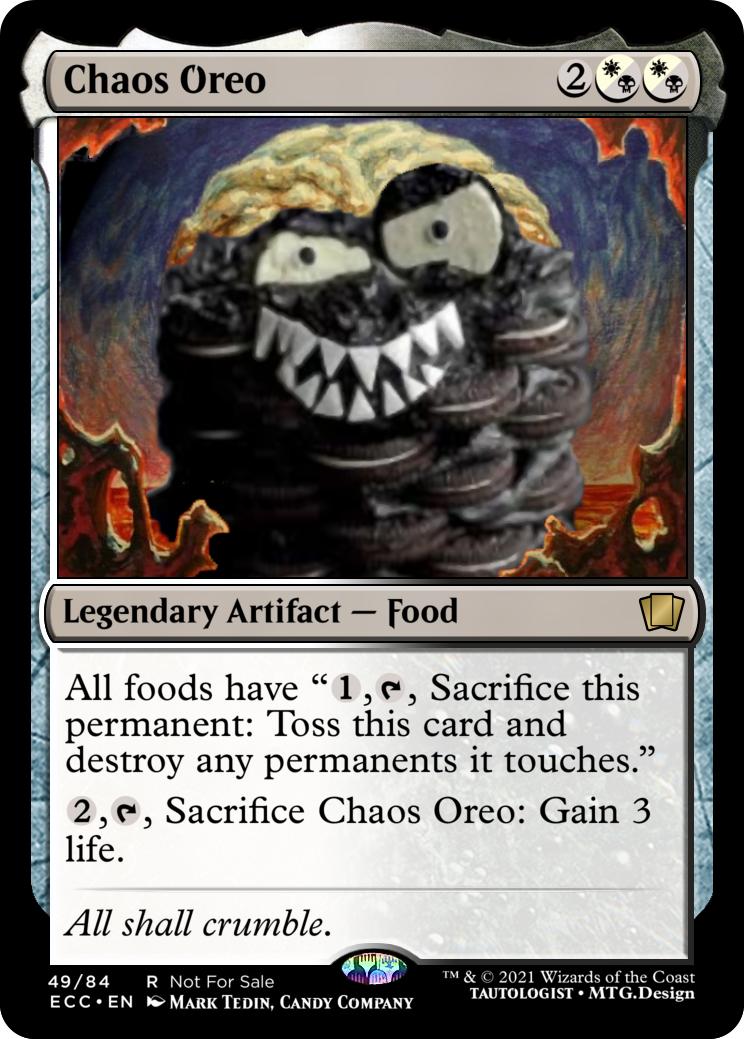 Chaos Oreo 2
Legendary Artifact — Food
All foods have “1, , Sacrifice this
permanent: Toss this card and
destroy any permanents it touches.”
2, , Sacrifice Chaos Oreo: Gain 3
life.
All shall crumble.
49/84 R Not For Sale
ECC • EN Mark Tedin, Candy Company
™ & © 2021 Wizards of the Coast
TAUTOLOGIST • MTG.Design